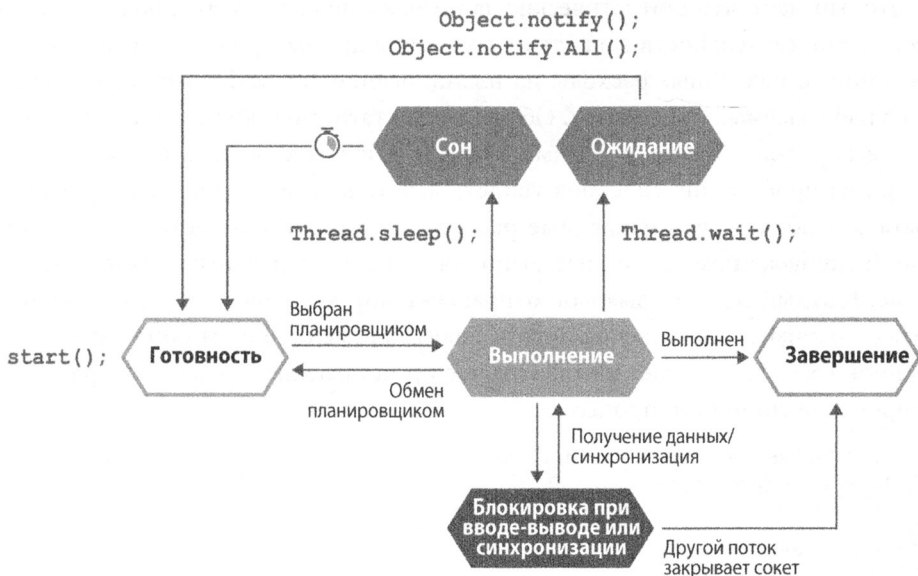 Object.notify();
Object.notify.All();
Сон
Ожидание
Thread.sleep();
Thread.wait();
Выбран
планировщиком
start();
Готовность
Выполнение
Выполнен
Завершение
Обмен
планировщиком
Получение данных/
синхронизация
Блокировка при
вводе-выводе или
синхронизации
Другой поток
закрывает сокет